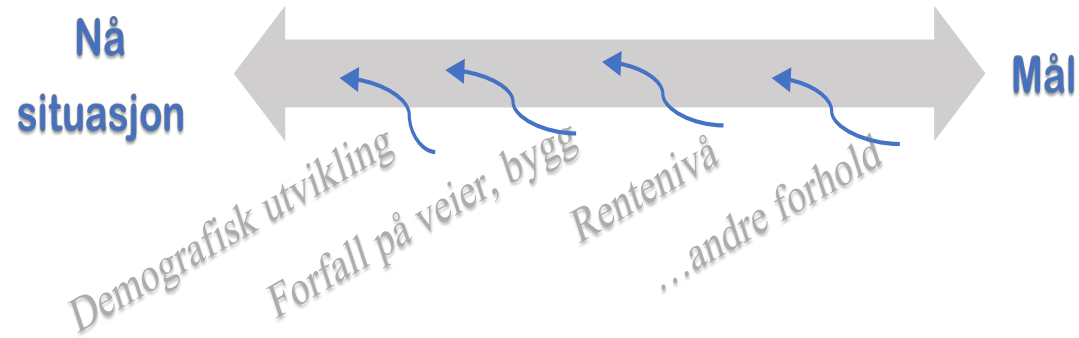 Nå
situasjon
Mål
Demografisk utvikling
Forfall på veier, bygg
Rentenivå
…andre forhold